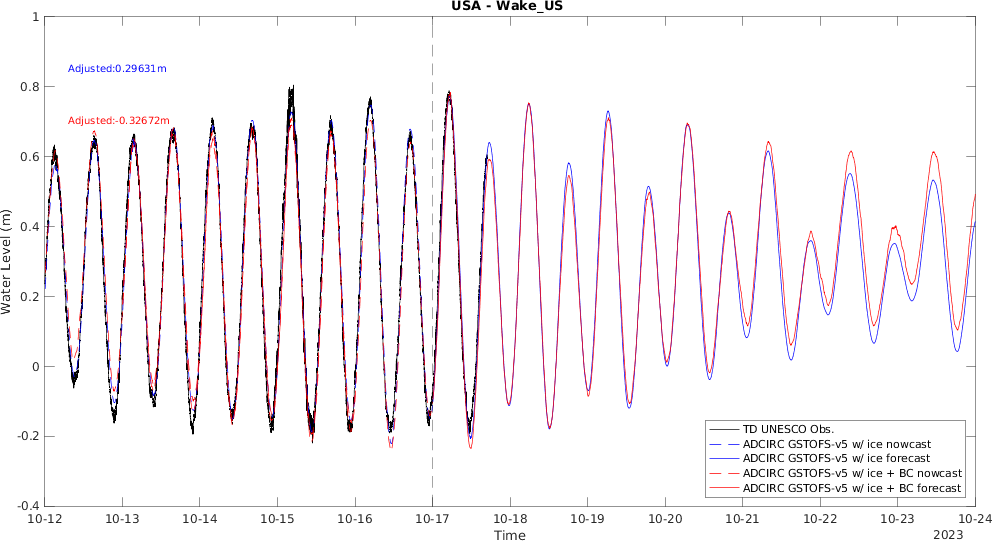 USA - Wake_US
1
0.8
0.6
0.4
0.2
0
-0.2
-0.4
Water Level (m)
Adjusted:0.29631m
Adjusted:-0.32672m
TD UNESCO Obs.
ADCIRC GSTOFS-v5 w/ ice nowcast
ADCIRC GSTOFS-v5 w/ ice forecast
ADCIRC GSTOFS-v5 w/ ice + BC nowcast
ADCIRC GSTOFS-v5 w/ ice + BC forecast
10-12 10-13 10-14 10-15 10-16 10-17 10-18 10-19 10-20 10-21 10-22 10-23 10-24
Time
2023